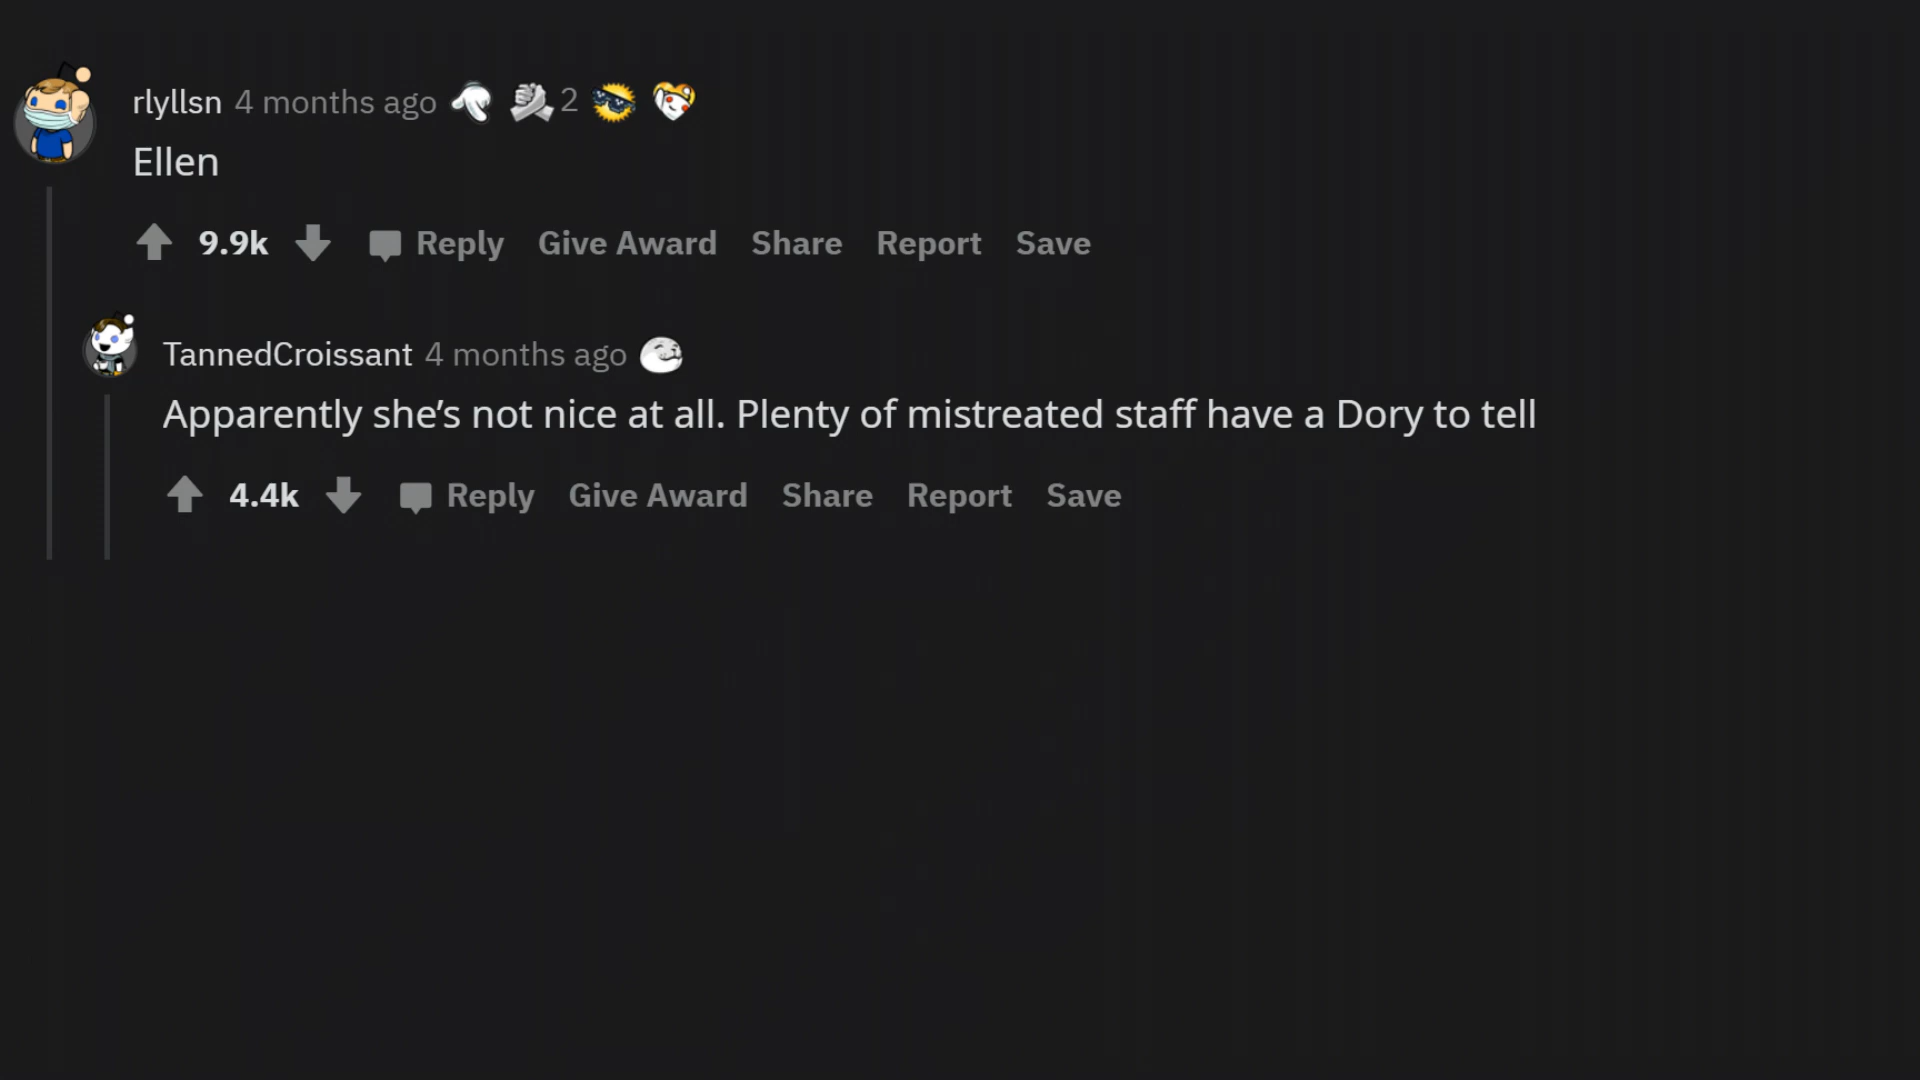 rlyllsn 4 months ago 2
Ellen
9.9k Reply Give Award Share Report Save
TannedCroissant 4 months ago
Apparently she’s not nice at all. Plenty of mistreated staff have a Dory to tell
4.4k Reply Give Award Share Report Save